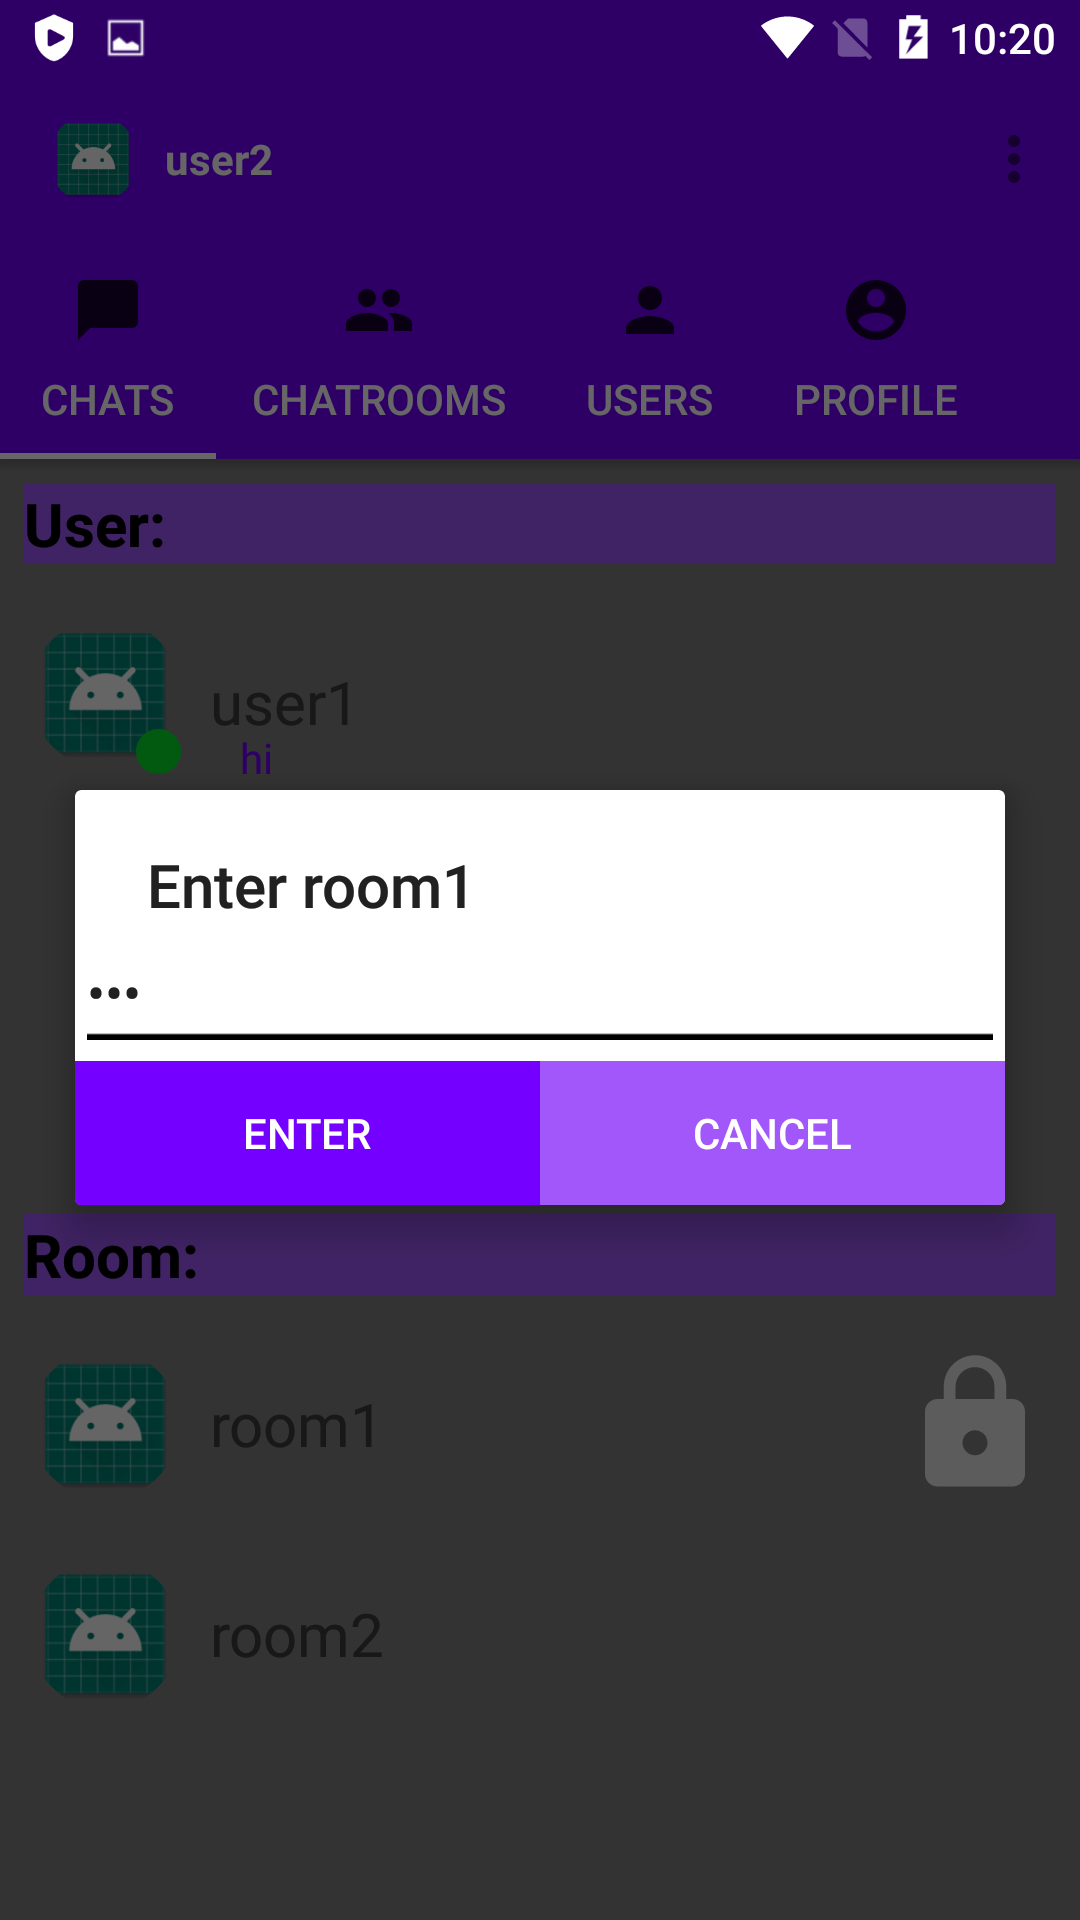 10:20
user2
CHATS CHATROOMS USERS PROFILE
User:
user1
hi
Enter room1
•••
ENTER CANCEL
Room:
room1
room2